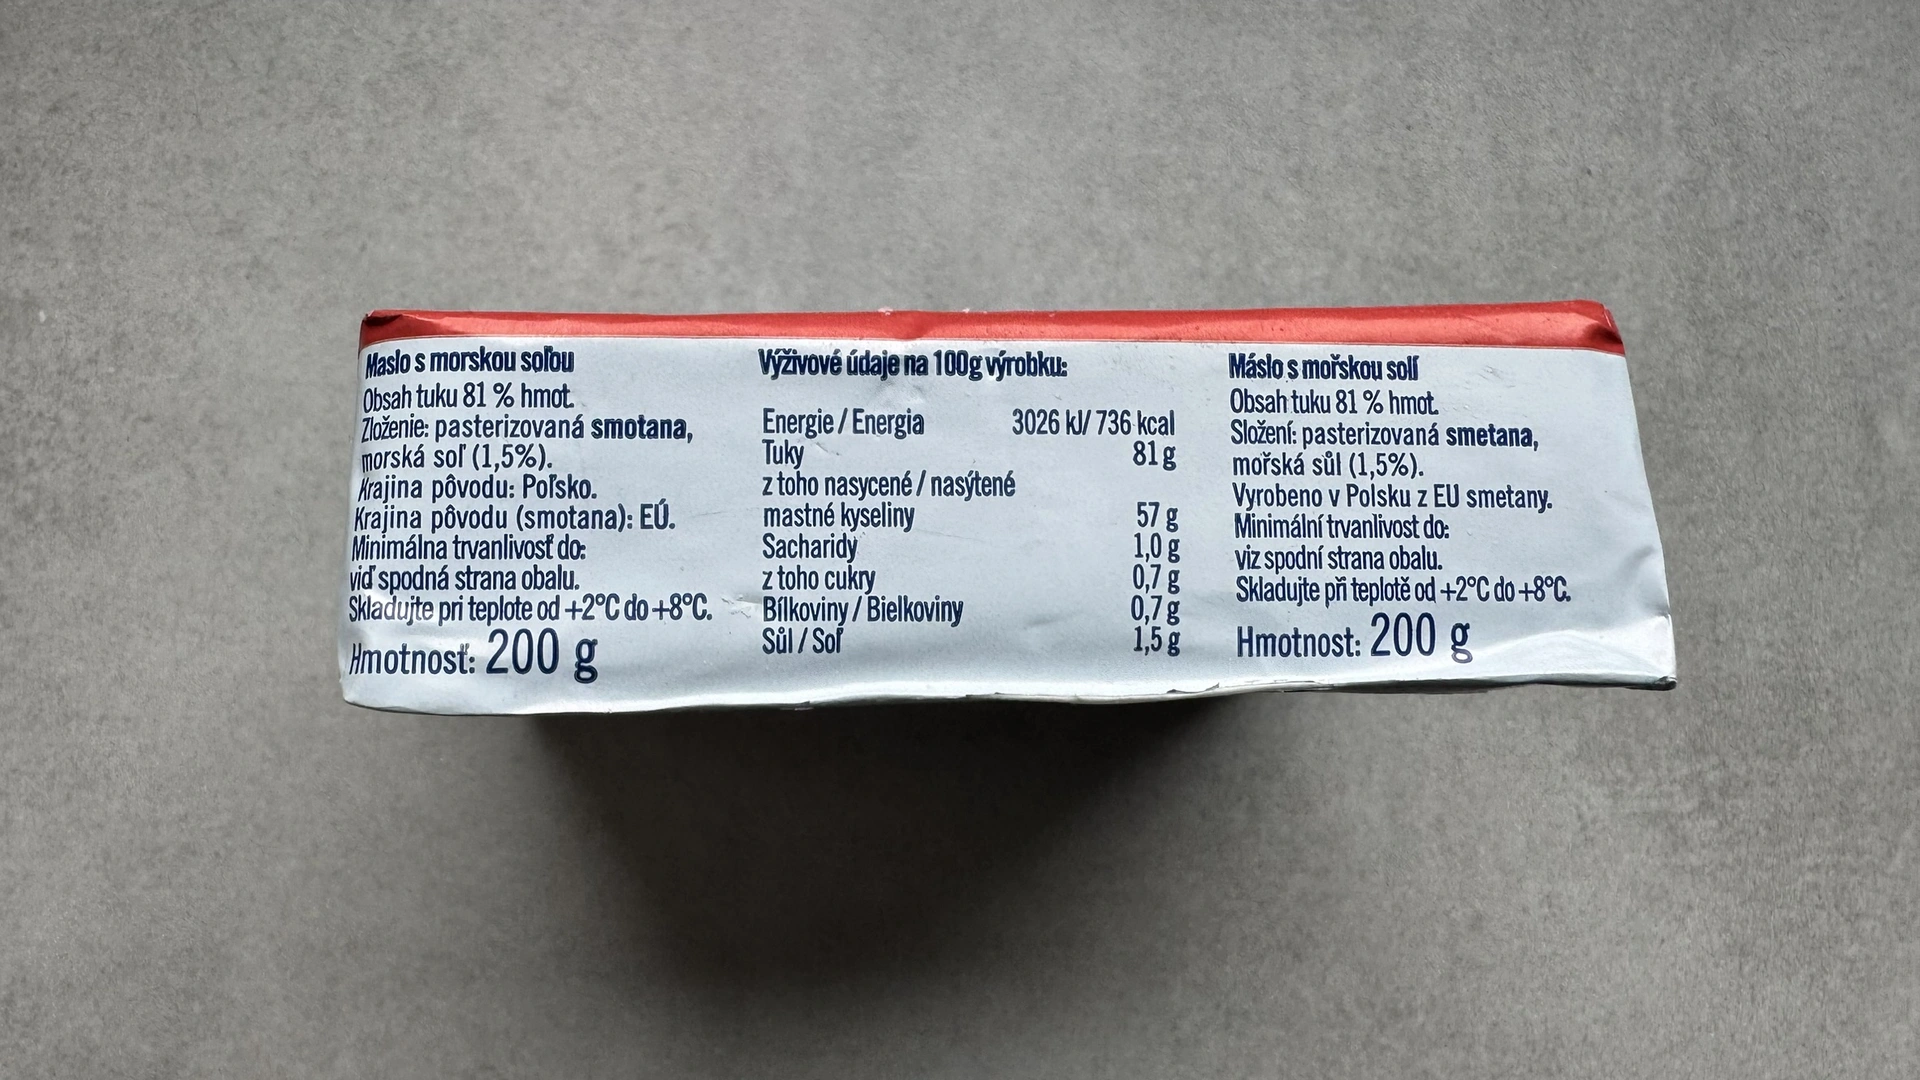 Maslo s morskou soľou
Obsah tuku 81 % hmot.
Zloženie: pasterizovaná smotana,
morská soľ (1,5%).
Krajina pôvodu: Poľsko.
Krajina pôvodu (smotana): EÚ.
Minimálna trvanlivosť do:
viď spodná strana obalu.
Skladujte pri teplote od +2°C do +8°C.
Hmotnosť: 200 g
Výživové údaje na 100g výrobku:
Energie / Energia 3026 kJ/ 736 kcal
Tuky 81 g
z toho nasycené / nasýtené
mastné kyseliny 57 g
Sacharidy 1,0 g
z toho cukry 0,7 g
Bílkoviny / Bielkoviny 0,7 g
Sůl / Soľ 1,5 g
Máslo s mořskou solí
Obsah tuku 81 % hmot.
Složení: pasterizovaná smetana,
mořská sůl (1,5%).
Vyrobeno v Polsku z EU smetany.
Minimální trvanlivost do:
viz spodní strana obalu.
Skladujte při teplotě od +2°C do +8°C.
Hmotnost: 200 g